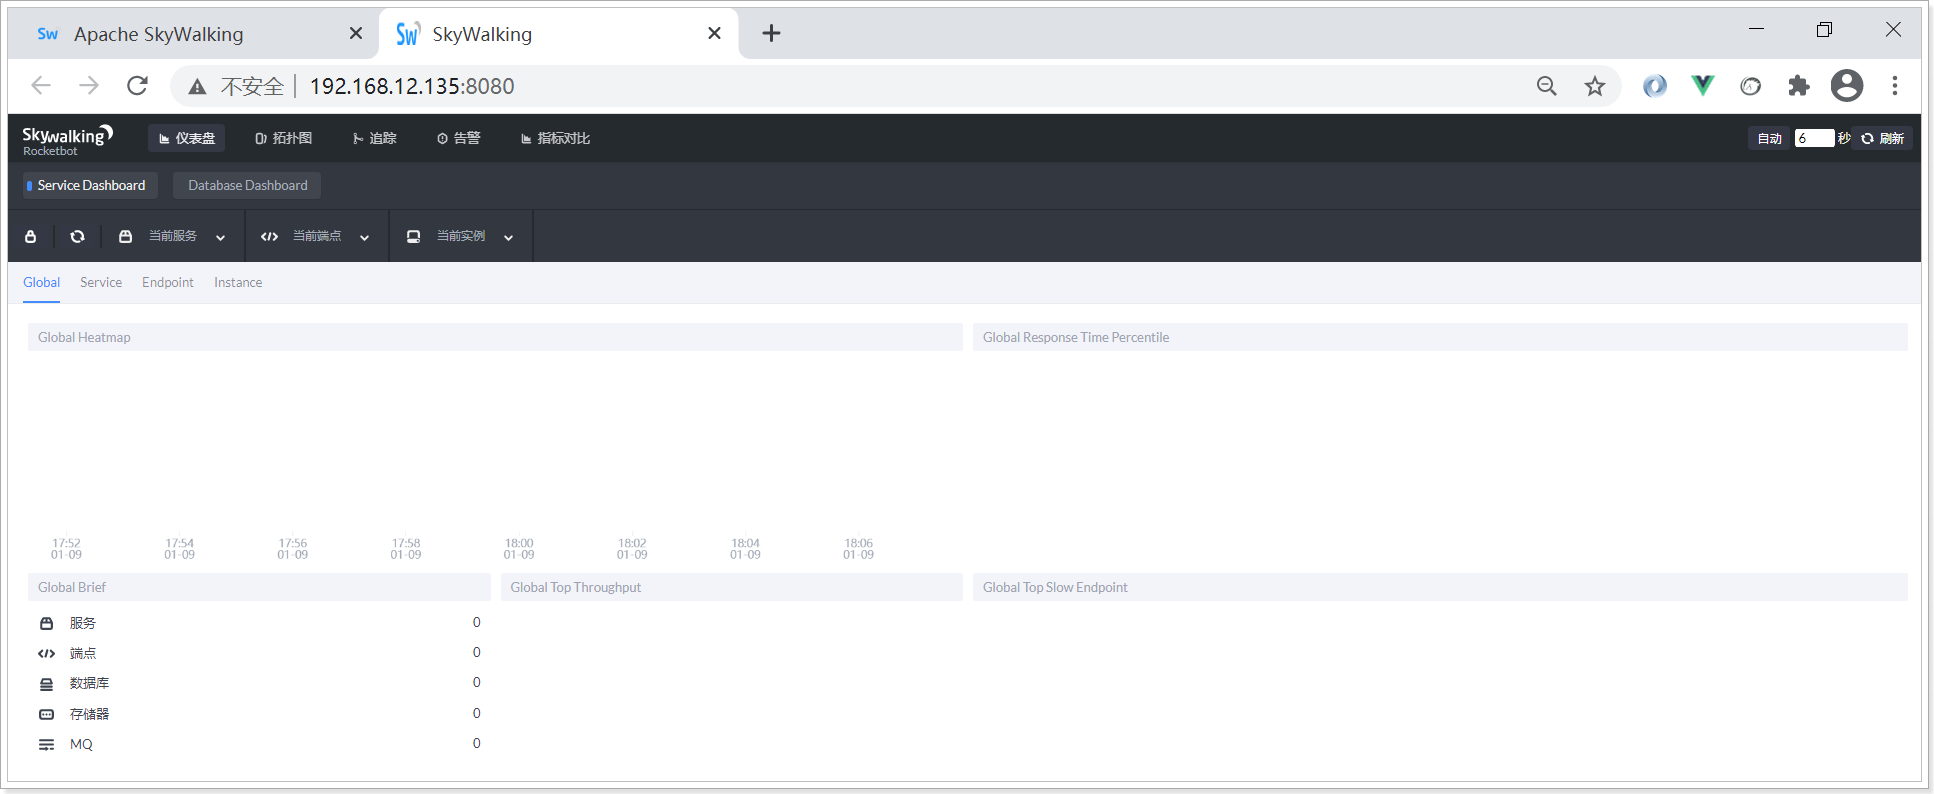 Sw Apache SkyWalking
Sw SkyWalking
不安全 192.168.12.135:8080
Skywalking
Rocketbot
仪表盘 拓扑图 追踪 告警 指标对比
自动 6 秒 刷新
Service Dashboard Database Dashboard
当前服务 当前端点 当前实例
Global Service Endpoint Instance
Global Heatmap
Global Response Time Percentile
17:52 17:54 17:56 17:58 18:00 18:02 18:04 18:06
01-09 01-09 01-09 01-09 01-09 01-09 01-09 01-09
Global Brief
Global Top Throughput
Global Top Slow Endpoint
服务 0
端点 0
数据库 0
存储器 0
MQ 0